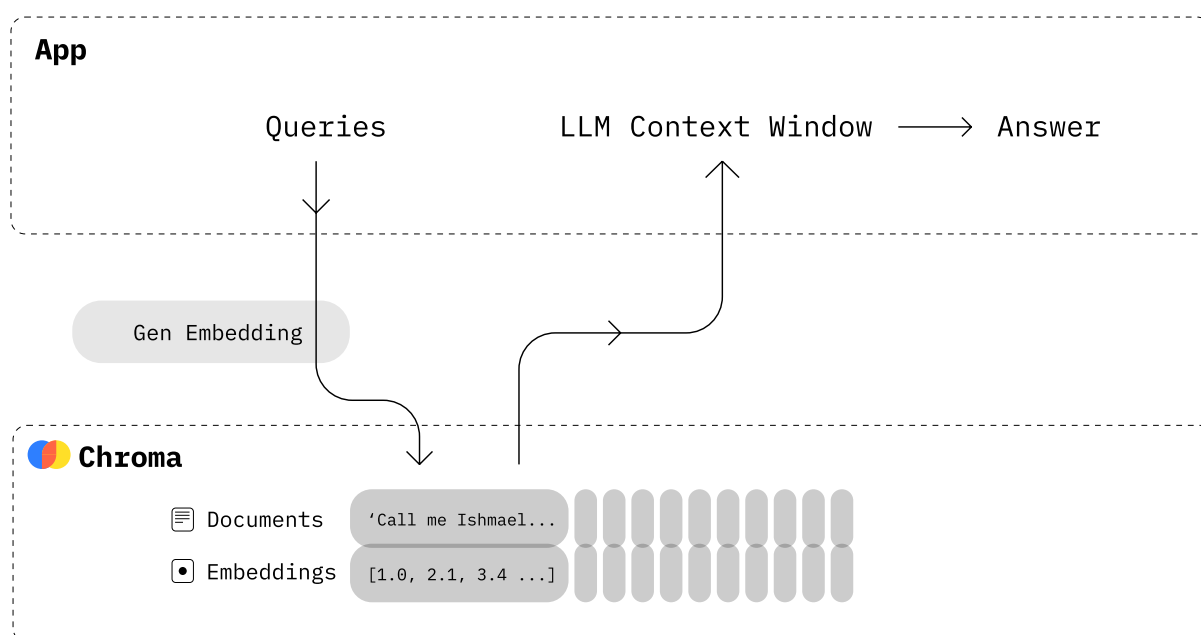 App
Queries
LLM Context Window
Answer
Gen Embedding
Chroma
Documents
‘Call me Ishmael...
Embeddings
[1.0, 2.1, 3.4 ...]